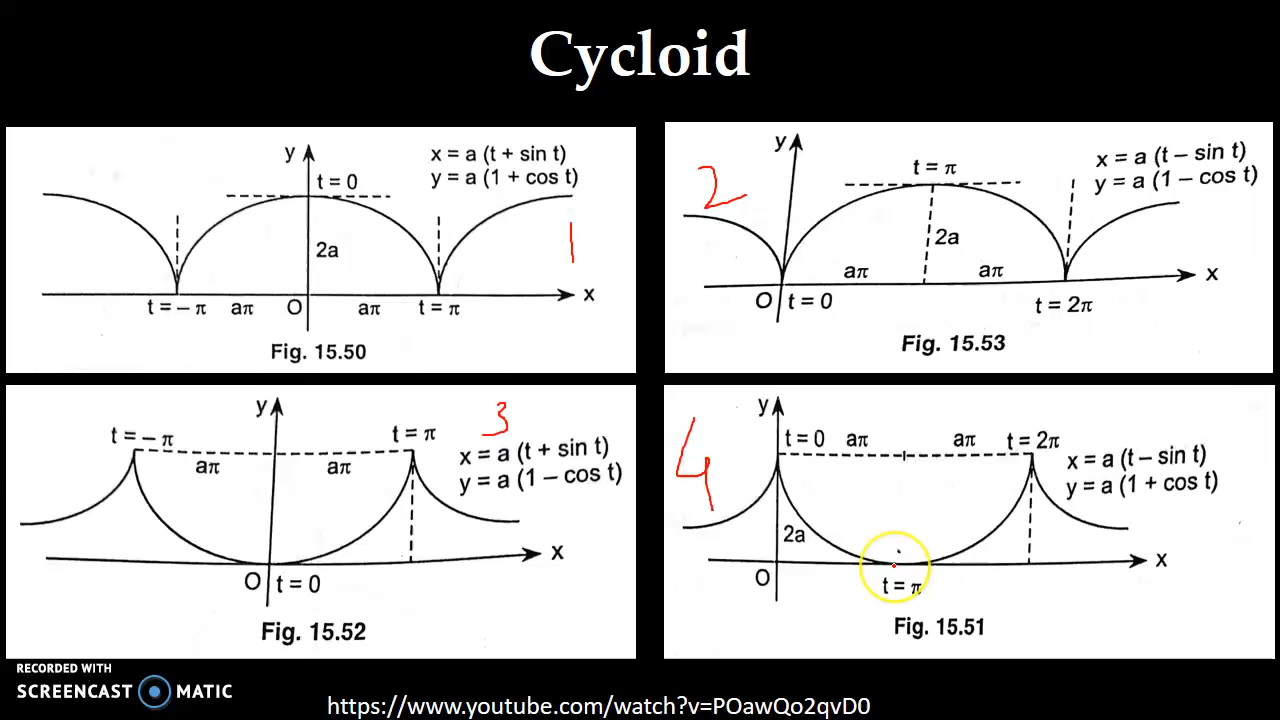 Cycloid
y
x = a (t + sin t)
y = a (1 + cos t)
t = 0
1
2a
x
t = – π aπ O aπ t = π
Fig. 15.50
y
2
t = π
x = a (t – sin t)
y = a (1 – cos t)
2a
aπ aπ
x
O t = 0 t = 2π
Fig. 15.53
y
3
t = – π t = π
x = a (t + sin t)
y = a (1 – cos t)
aπ aπ
x
O t = 0
Fig. 15.52
y
4
t = 0 aπ aπ t = 2π
x = a (t – sin t)
y = a (1 + cos t)
2a
x
O t = π
Fig. 15.51
RECORDED WITH
SCREENCAST MATIC
https://www.youtube.com/watch?v=POawQo2qvD0